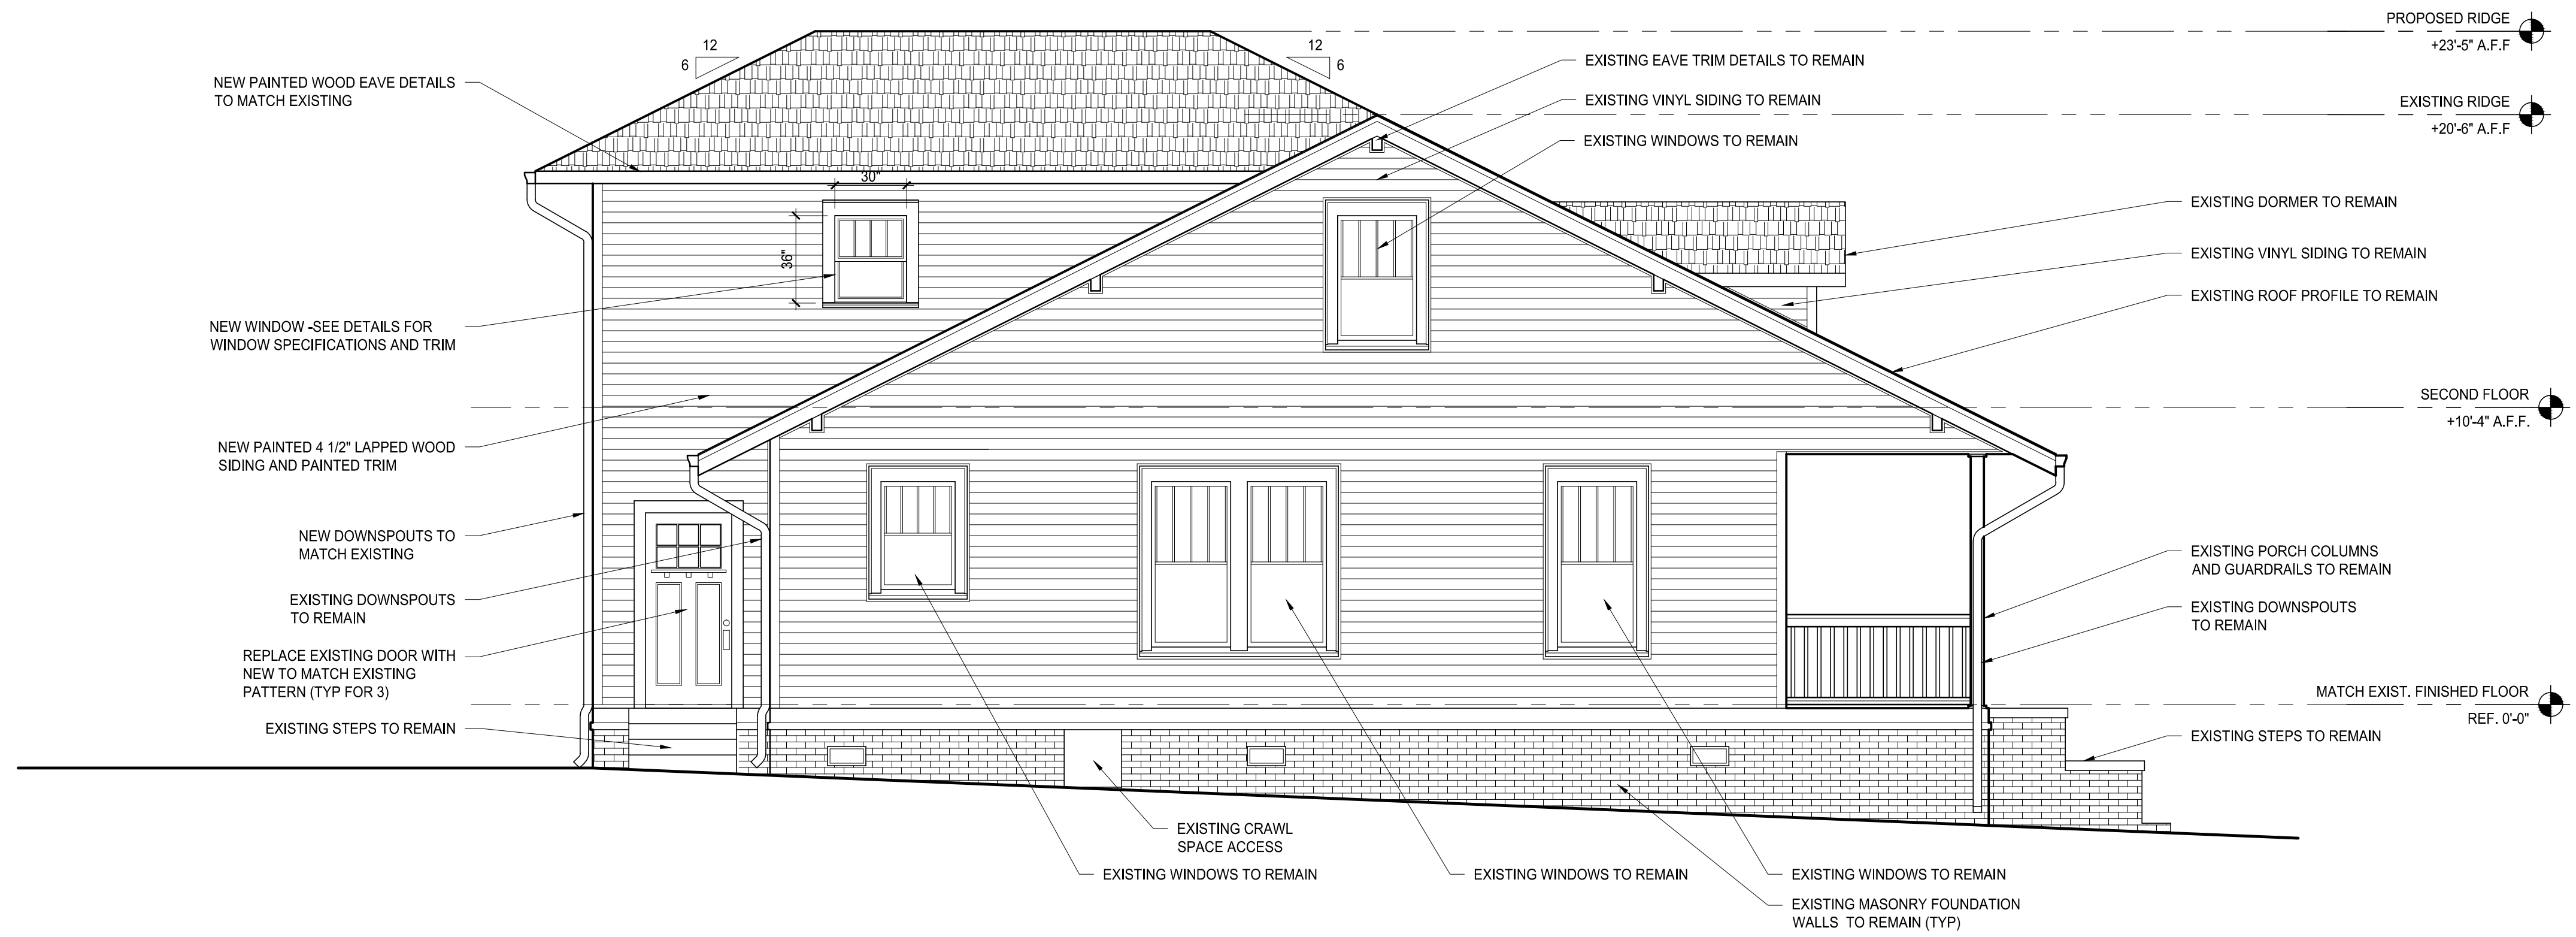 PROPOSED RIDGE
+23'-5" A.F.F
12
6
12
6
EXISTING EAVE TRIM DETAILS TO REMAIN
NEW PAINTED WOOD EAVE DETAILS
TO MATCH EXISTING
EXISTING VINYL SIDING TO REMAIN
EXISTING RIDGE
+20'-6" A.F.F
EXISTING WINDOWS TO REMAIN
30"
36"
EXISTING DORMER TO REMAIN
EXISTING VINYL SIDING TO REMAIN
EXISTING ROOF PROFILE TO REMAIN
NEW WINDOW -SEE DETAILS FOR
WINDOW SPECIFICATIONS AND TRIM
SECOND FLOOR
+10'-4" A.F.F.
NEW PAINTED 4 1/2" LAPPED WOOD
SIDING AND PAINTED TRIM
NEW DOWNSPOUTS TO
MATCH EXISTING
EXISTING PORCH COLUMNS
AND GUARDRAILS TO REMAIN
EXISTING DOWNSPOUTS
TO REMAIN
EXISTING DOWNSPOUTS
TO REMAIN
REPLACE EXISTING DOOR WITH
NEW TO MATCH EXISTING
PATTERN (TYP FOR 3)
MATCH EXIST. FINISHED FLOOR
REF. 0'-0"
EXISTING STEPS TO REMAIN
EXISTING STEPS TO REMAIN
EXISTING CRAWL
SPACE ACCESS
EXISTING WINDOWS TO REMAIN
EXISTING WINDOWS TO REMAIN
EXISTING WINDOWS TO REMAIN
EXISTING MASONRY FOUNDATION
WALLS TO REMAIN (TYP)